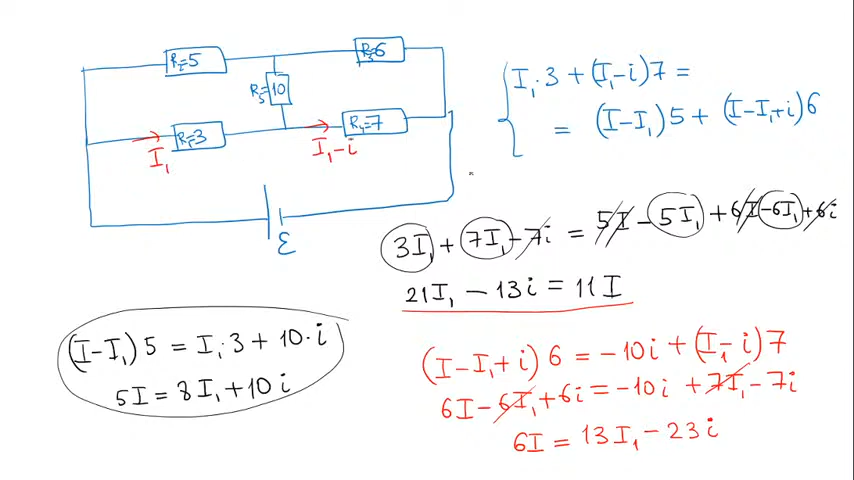 R₂=5
R₃=6
R₅=10
R₁=3
R₄=7
I₁
I₁-i
ε
I₁·3 + (I₁-i)7 =
= (I-I₁)5 + (I-I₁+i)6
3I₁ + 7I₁ - 7i = 5I - 5I₁ + 6I - 6I₁ + 6i
21I₁ - 13i = 11I
(I-I₁)5 = I₁·3 + 10·i
5I = 8I₁ + 10i
(I-I₁+i)6 = -10i + (I₁-i)7
6I - 6I₁ + 6i = -10i + 7I₁ - 7i
6I = 13I₁ - 23i